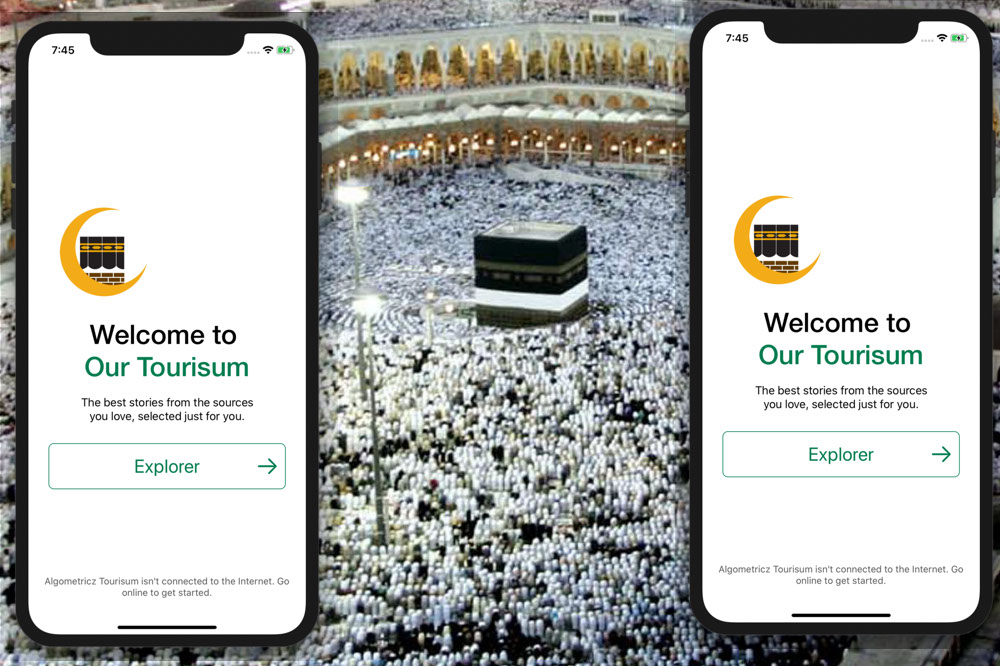 7:45
Welcome to
Our Tourisum
The best stories from the sources
you love, selected just for you.
Explorer
Algometricz Tourisum isn't connected to the Internet. Go
online to get started.
7:45
Welcome to
Our Tourisum
The best stories from the sources
you love, selected just for you.
Explorer
Algometricz Tourisum isn't connected to the Internet. Go
online to get started.